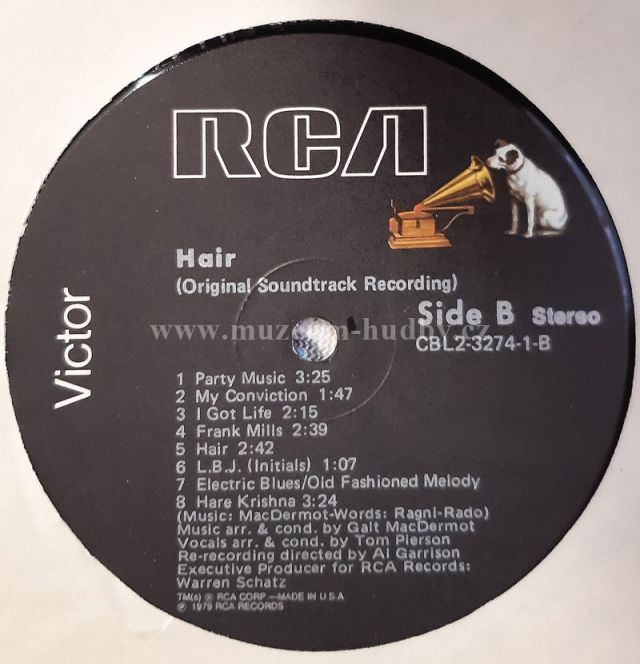 RCA
Victor
Hair
(Original Soundtrack Recording)
Side B Stereo
CBL2-3274-1-B
www.muzeum-hudby.cz
1 Party Music 3:25
2 My Conviction 1:47
3 I Got Life 2:15
4 Frank Mills 2:39
5 Hair 2:42
6 L.B.J. (Initials) 1:07
7 Electric Blues/Old Fashioned Melody
8 Hare Krishna 3:24
(Music: MacDermot-Words: Ragni-Rado)
Music arr. & cond. by Galt MacDermot
Vocals arr. & cond. by Tom Pierson
Re-recording directed by Al Garrison
Executive Producer for RCA Records:
Warren Schatz
TM(s) ® RCA CORP.—MADE IN U.S.A
℗ 1979 RCA RECORDS